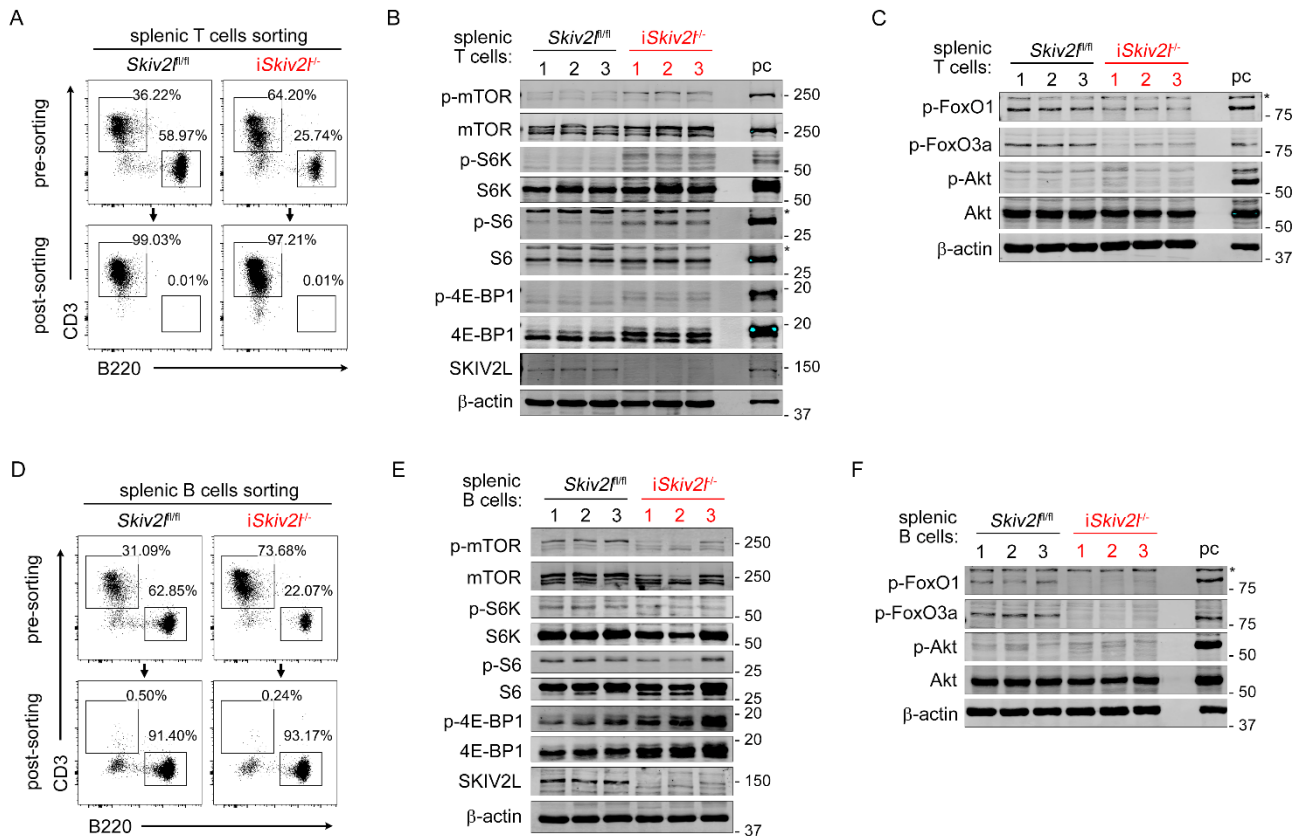 A
splenic T cells sorting
Skiv2l^fl/fl iSkiv2l^-/-
pre-sorting
36.22% 64.20%
58.97% 25.74%
post-sorting
99.03% 97.21%
0.01% 0.01%
CD3
B220
B
splenic T cells: Skiv2l^fl/fl iSkiv2l^-/-
1 2 3 1 2 3 pc
p-mTOR - 250
mTOR - 250
p-S6K
S6K - 50
p-S6 *
- 25
S6 *
- 25
p-4E-BP1 - 20
4E-BP1 - 20
SKIV2L - 150
β-actin
- 37
C
splenic T cells: Skiv2l^fl/fl iSkiv2l^-/-
1 2 3 1 2 3 pc
p-FoxO1 *
- 75
p-FoxO3a - 75
p-Akt - 50
Akt - 50
β-actin - 37
D
splenic B cells sorting
Skiv2l^fl/fl iSkiv2l^-/-
pre-sorting
31.09% 73.68%
62.85% 22.07%
post-sorting
0.50% 0.24%
91.40% 93.17%
CD3
B220
E
splenic B cells: Skiv2l^fl/fl iSkiv2l^-/-
1 2 3 1 2 3
p-mTOR - 250
mTOR - 250
p-S6K - 50
S6K - 50
p-S6 - 25
S6 - 25
p-4E-BP1 - 20
4E-BP1 - 20
SKIV2L - 150
β-actin
- 37
F
splenic B cells: Skiv2l^fl/fl iSkiv2l^-/-
1 2 3 1 2 3 pc
p-FoxO1 *
- 75
p-FoxO3a - 75
p-Akt - 50
Akt - 50
β-actin - 37